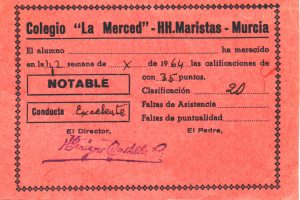 Colegio "La Merced" - HH. Maristas - Murcia
El alumno ha merecido
en la 4/2 semana de X de 1964 las calificaciones de
NOTABLE
con 35 puntos.
Clasificación 20
Conducta Excelente
Faltas de Asistencia
Faltas de puntualidad
El Director,
El Padre,